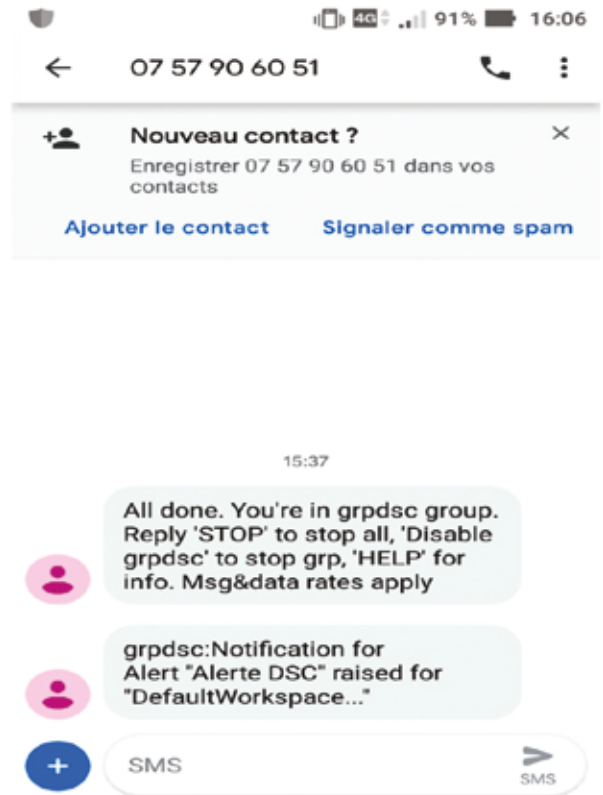 4G 91% 16:06
07 57 90 60 51
Nouveau contact ?
Enregistrer 07 57 90 60 51 dans vos
contacts
Ajouter le contact Signaler comme spam
15:37
All done. You're in grpdsc group.
Reply 'STOP' to stop all, 'Disable
grpdsc' to stop grp, 'HELP' for
info. Msg&data rates apply
grpdsc:Notification for
Alert "Alerte DSC" raised for
"DefaultWorkspace..."
SMS
SMS